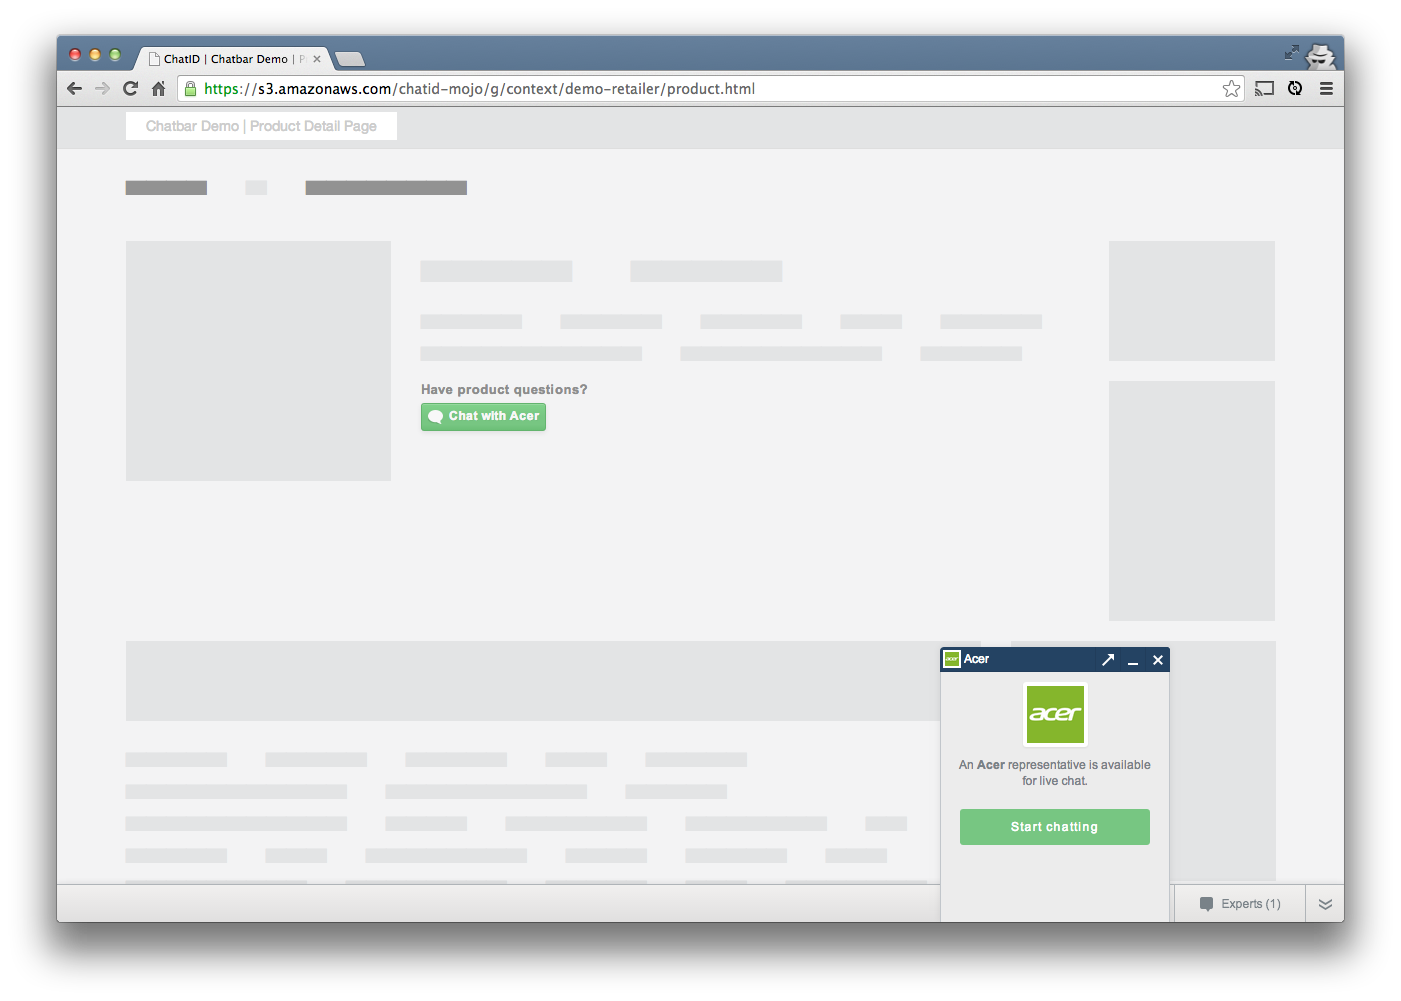 ChatID | Chatbar Demo |
https://s3.amazonaws.com/chatid-mojo/g/context/demo-retailer/product.html
Chatbar Demo | Product Detail Page
Have product questions?
Chat with Acer
acer Acer
acer
An Acer representative is available
for live chat.
Start chatting
Experts (1)